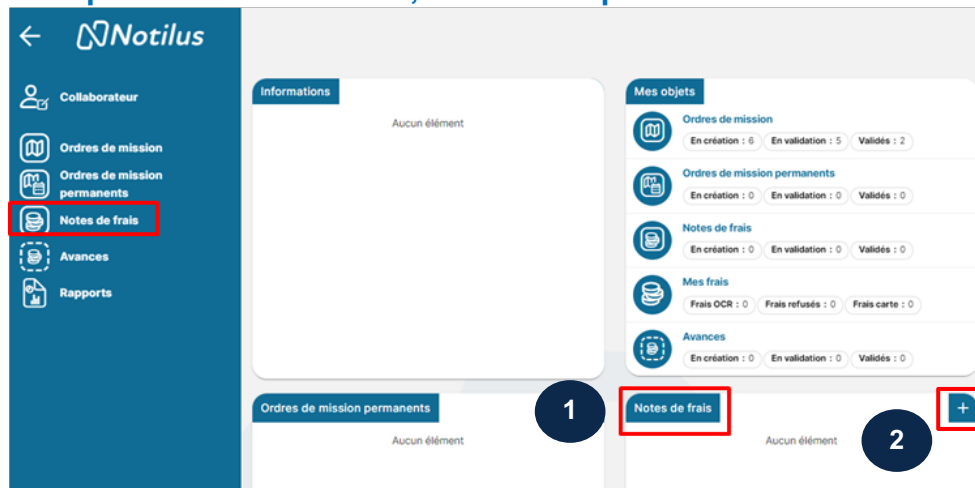 Notilus
Collaborateur
Ordres de mission
Ordres de mission
permanents
Notes de frais
Avances
Rapports
Informations
Aucun élément
Mes objets
Ordres de mission
En création : 6 En validation : 5 Validés : 2
Ordres de mission permanents
En création : 0 En validation : 0 Validés : 0
Notes de frais
En création : 0 En validation : 0 Validés : 0
Mes frais
Frais OCR : 0 Frais refusés : 0 Frais carte : 0
Avances
En création : 0 En validation : 0 Validés : 0
Ordres de mission permanents
Aucun élément
1
Notes de frais +
Aucun élément
2